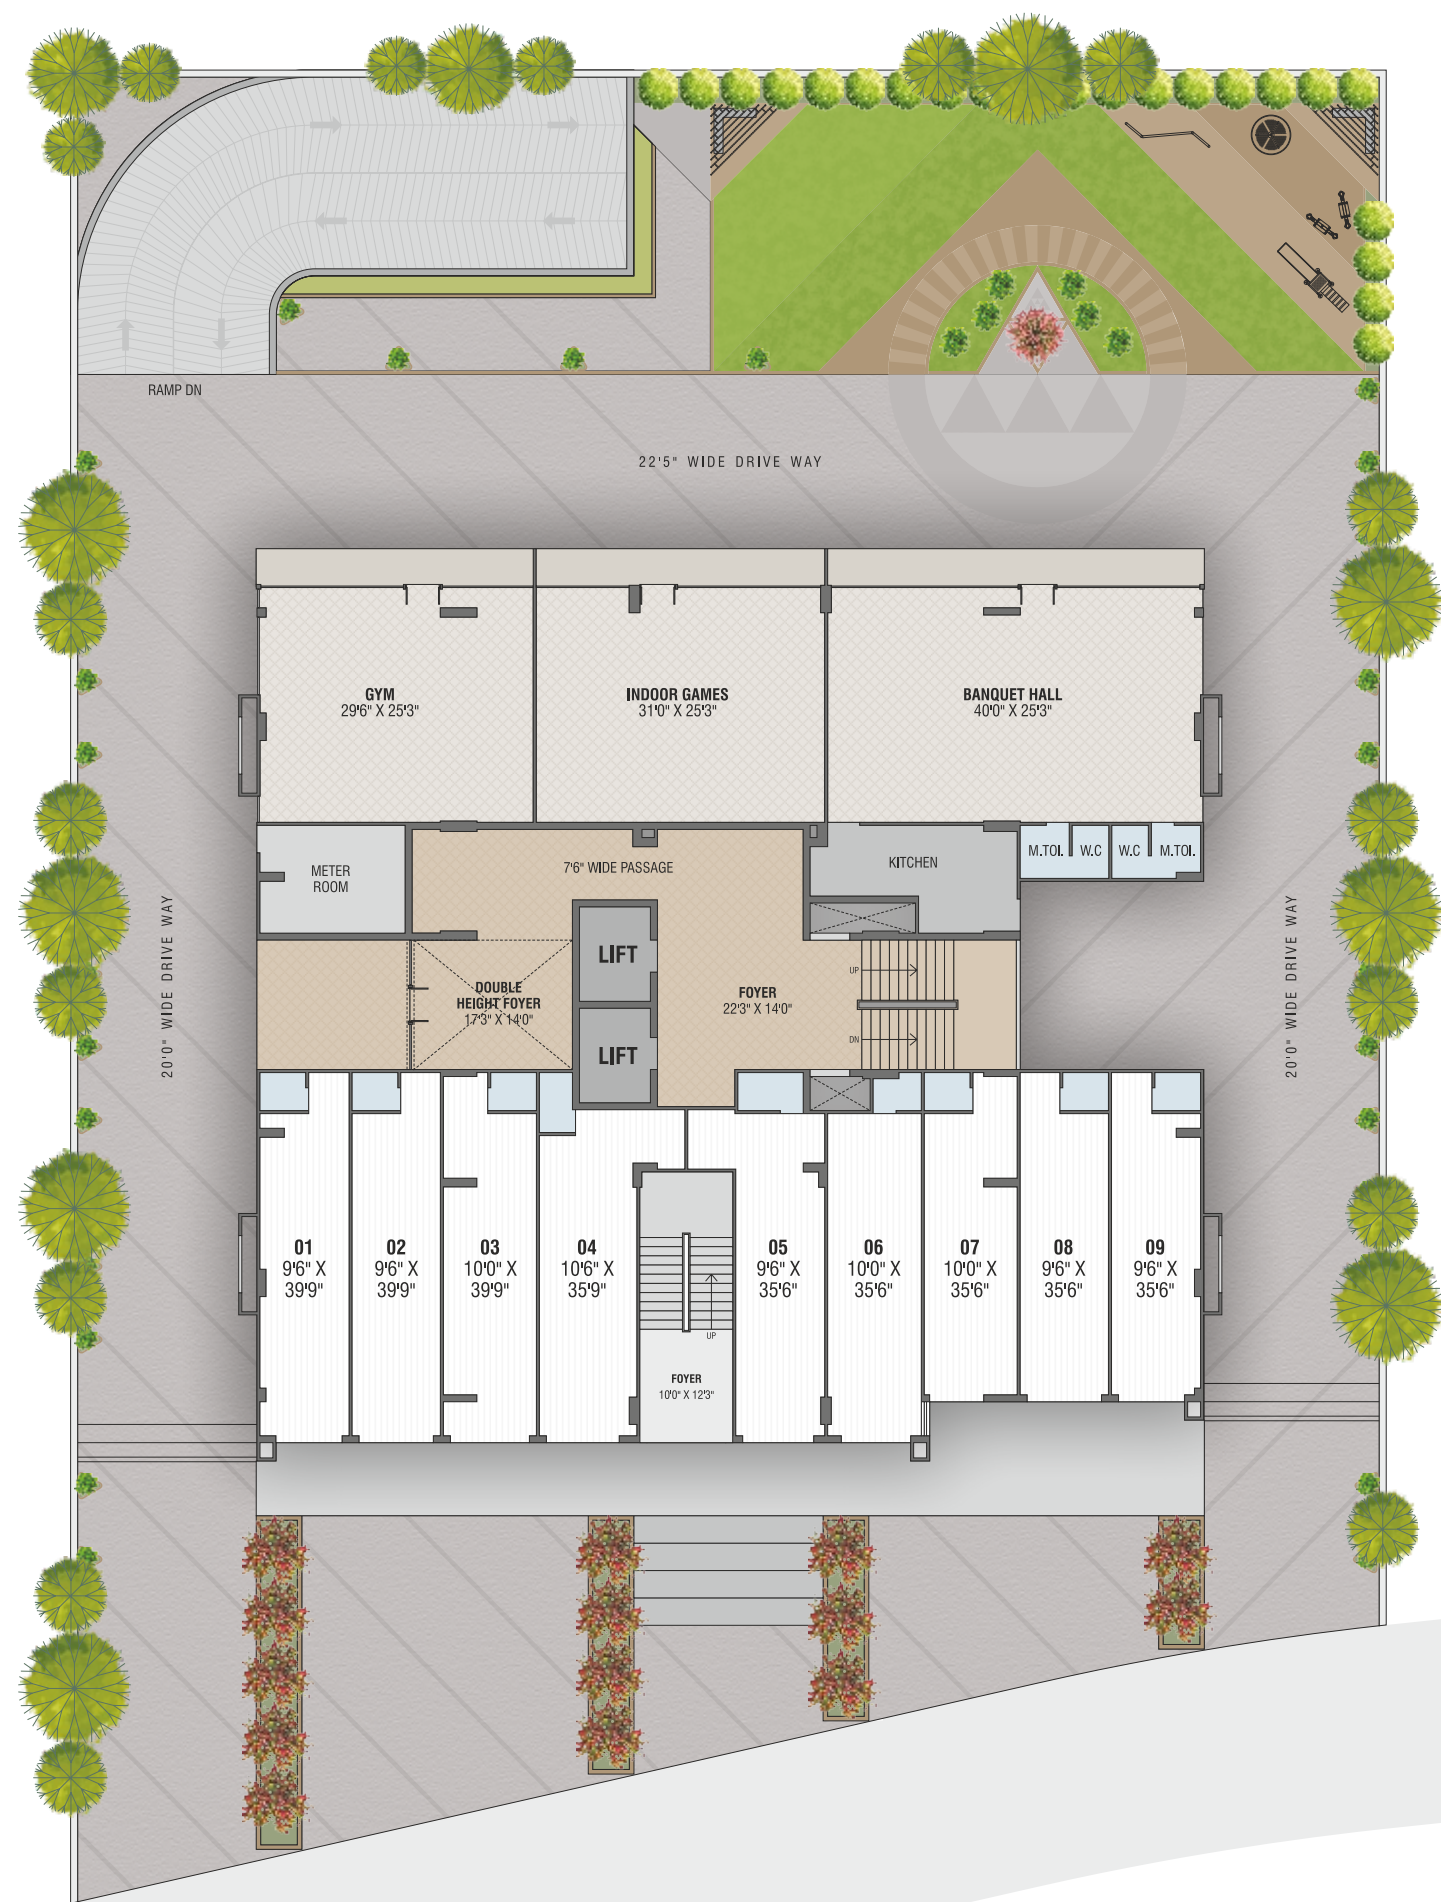 RAMP DN
22'5" WIDE DRIVE WAY
GYM
29'6" X 25'3"
INDOOR GAMES
31'0" X 25'3"
BANQUET HALL
40'0" X 25'3"
METER
ROOM
7'6" WIDE PASSAGE
KITCHEN
M.TOI.
W.C
W.C
M.TOI.
20'0" WIDE DRIVE WAY
20'0" WIDE DRIVE WAY
LIFT
DOUBLE
HEIGHT FOYER
17'3" X 14'0"
FOYER
22'3" X 14'0"
UP
DN
LIFT
01
9'6" X
39'9"
02
9'6" X
39'9"
03
10'0" X
39'9"
04
10'6" X
35'9"
05
9'6" X
35'6"
06
10'0" X
35'6"
07
10'0" X
35'6"
08
9'6" X
35'6"
09
9'6" X
35'6"
UP
FOYER
10'0" X 12'3"